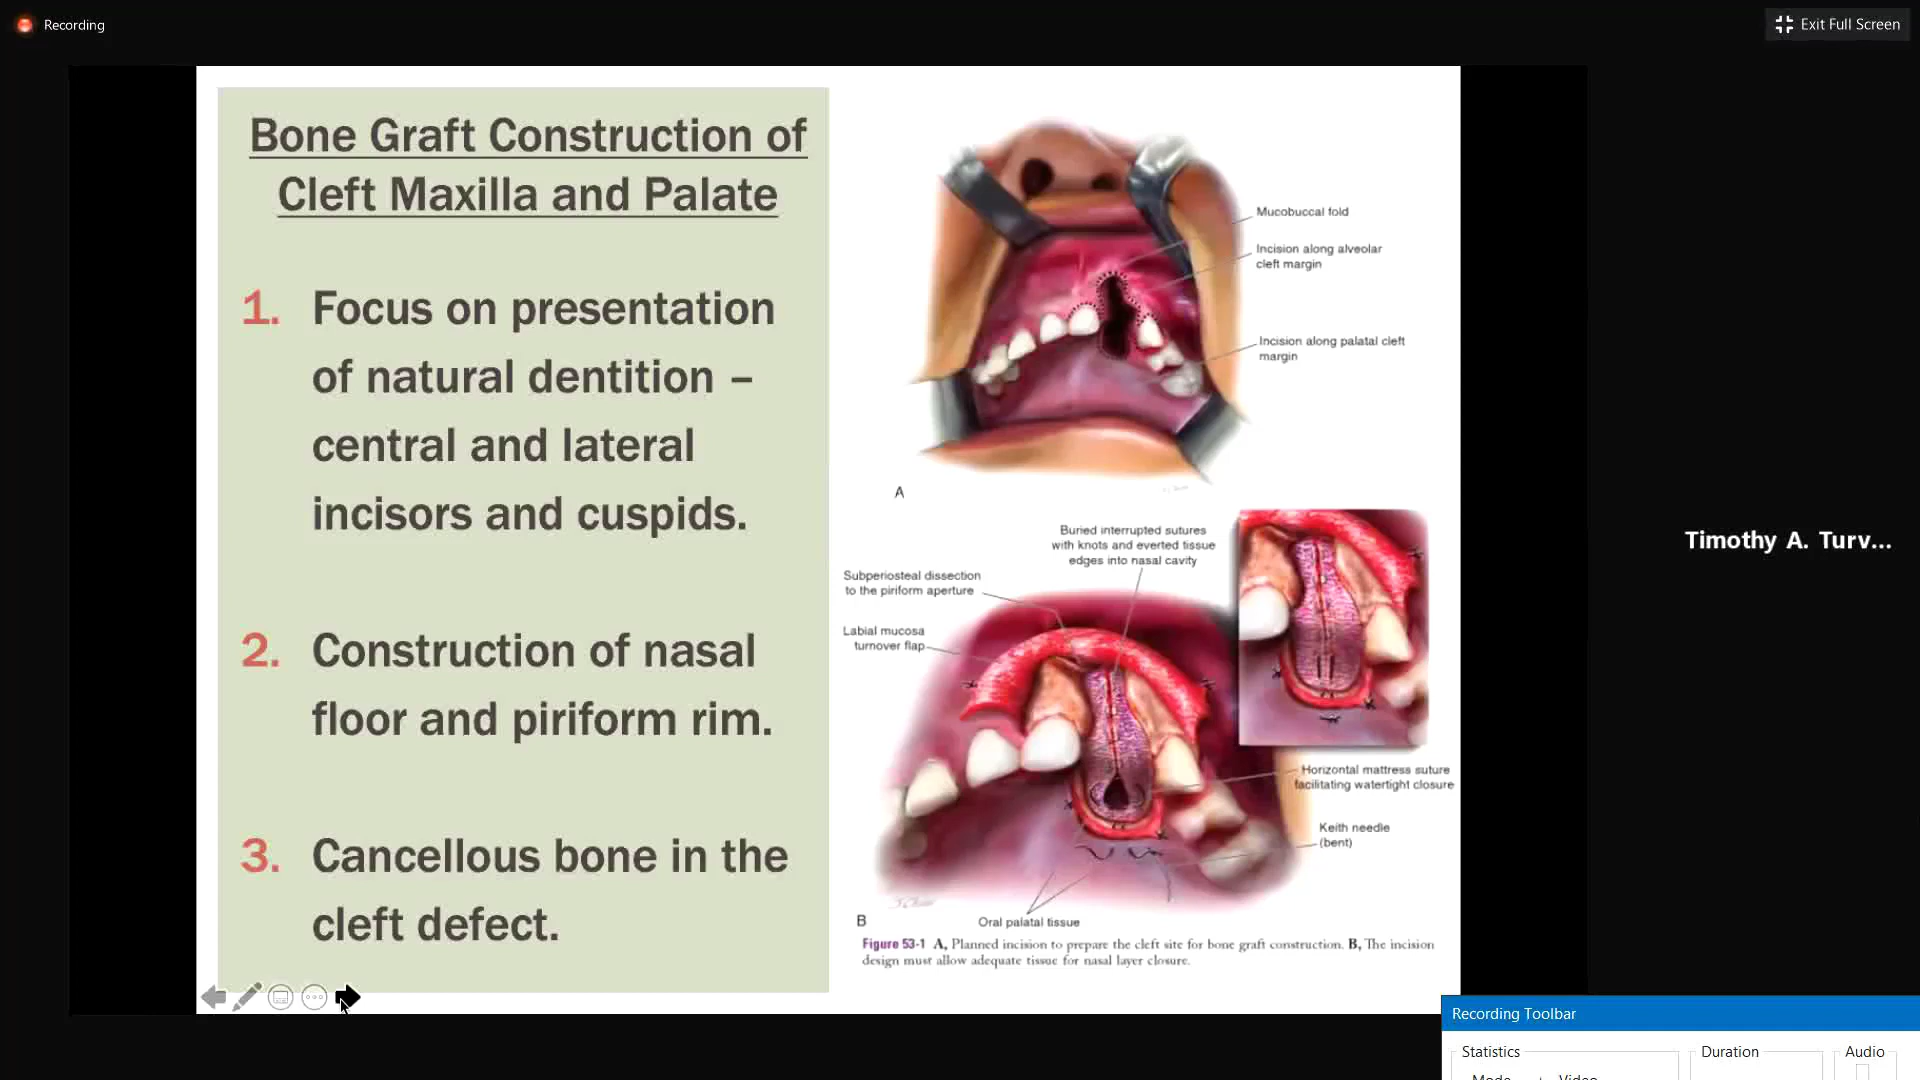 Recording
Exit Full Screen
Bone Graft Construction of
Cleft Maxilla and Palate
1. Focus on presentation
of natural dentition –
central and lateral
incisors and cuspids.
2. Construction of nasal
floor and piriform rim.
3. Cancellous bone in the
cleft defect.
Mucobuccal fold
Incision along alveolar
cleft margin
Incision along palatal cleft
margin
A
Buried interrupted sutures
with knots and everted tissue
edges into nasal cavity
Subperiosteal dissection
to the piriform aperture
Labial mucosa
turnover flap
Horizontal mattress suture
facilitating watertight closure
Keith needle
(bent)
Oral palatal tissue
B
Figure 53-1 A, Planned incision to prepare the cleft site for bone graft construction. B, The incision
design must allow adequate tissue for nasal layer closure.
Timothy A. Turv...
Recording Toolbar
Statistics
Duration
Audio
Mode
Video